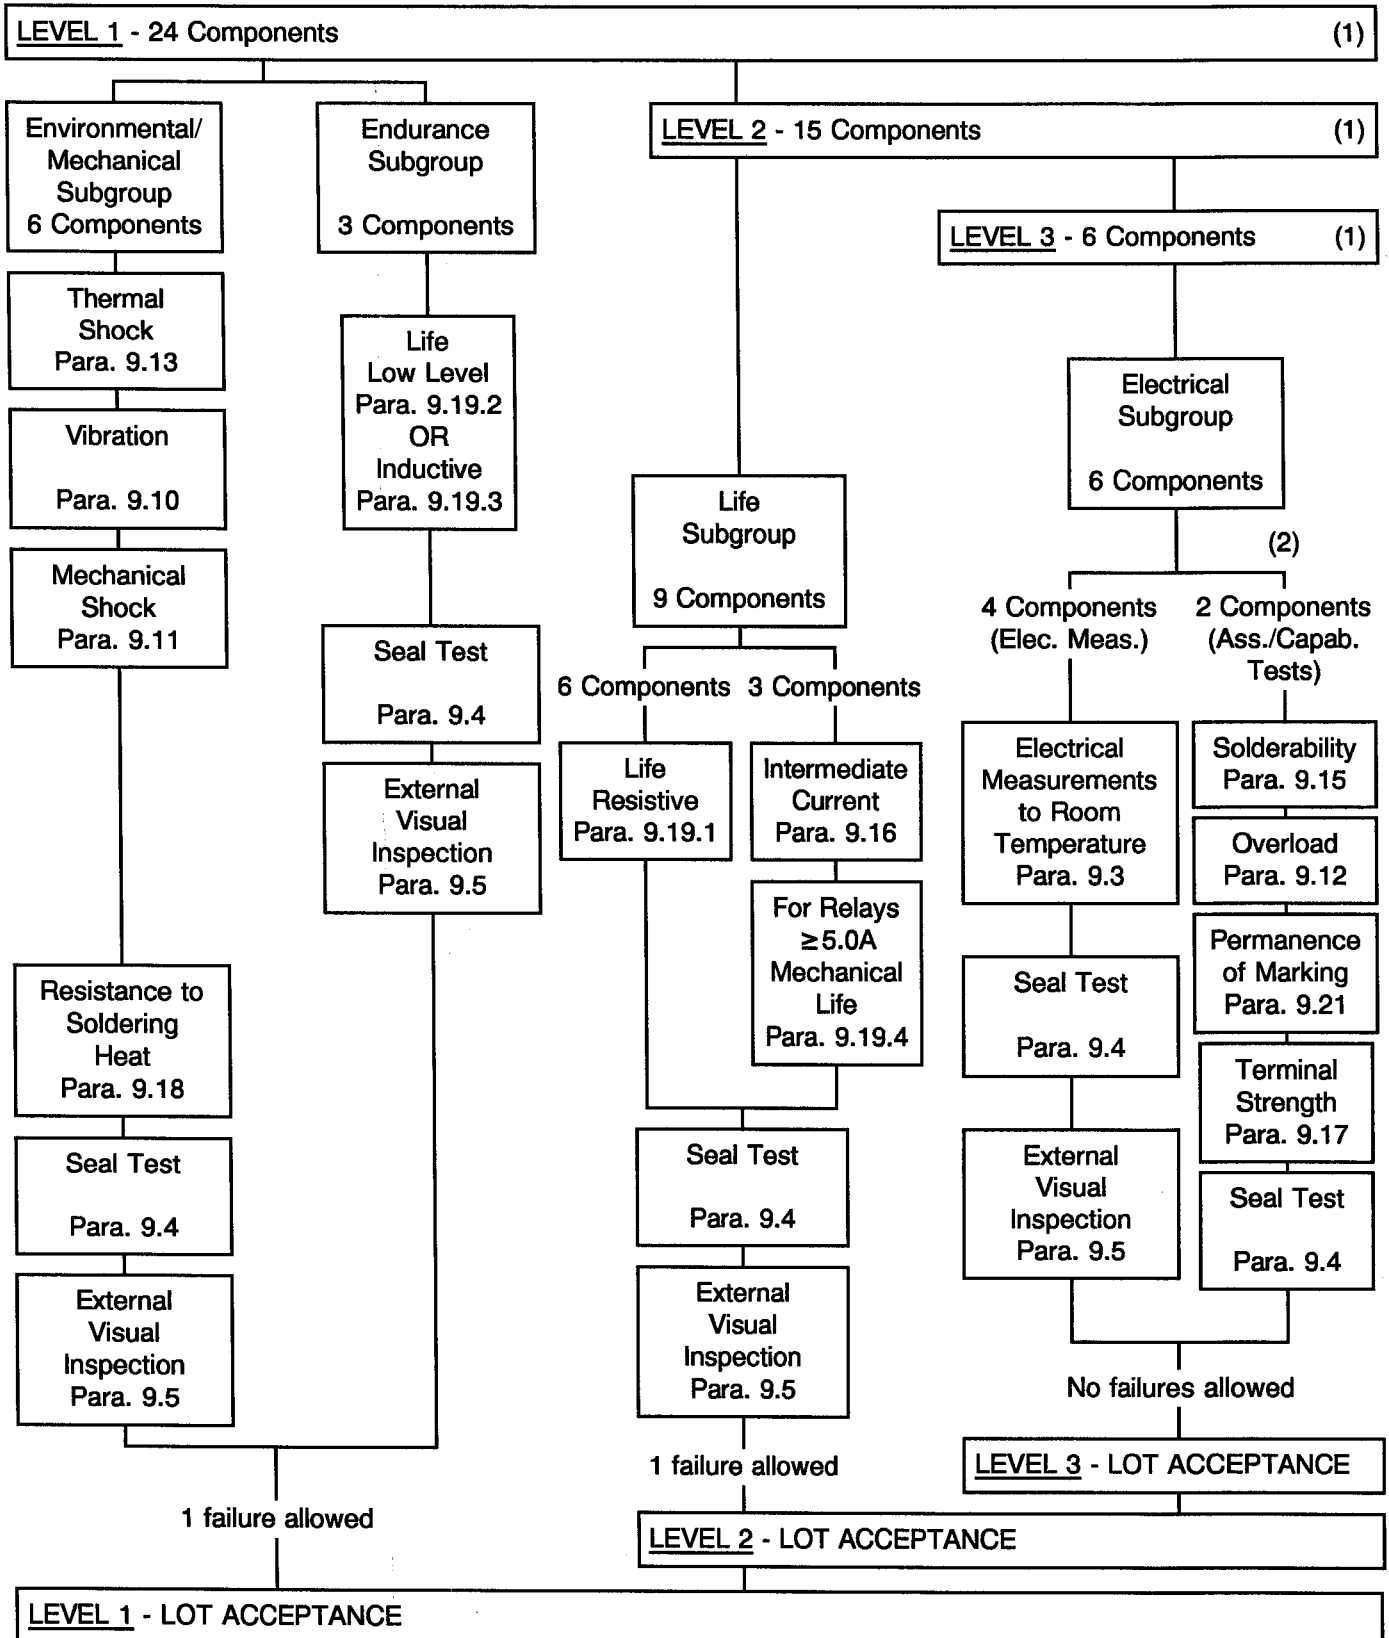 LEVEL 1 - 24 Components (1)
Environmental/
Mechanical
Subgroup
6 Components
Endurance
Subgroup
3 Components
LEVEL 2 - 15 Components (1)
LEVEL 3 - 6 Components (1)
Thermal
Shock
Para. 9.13
Vibration
Para. 9.10
Mechanical
Shock
Para. 9.11
Resistance to
Soldering
Heat
Para. 9.18
Seal Test
Para. 9.4
External
Visual
Inspection
Para. 9.5
Life
Low Level
Para. 9.19.2
OR
Inductive
Para. 9.19.3
Seal Test
Para. 9.4
External
Visual
Inspection
Para. 9.5
1 failure allowed
Life
Subgroup
9 Components
6 Components
3 Components
Life
Resistive
Para. 9.19.1
Intermediate
Current
Para. 9.16
For Relays
≥5.0A
Mechanical
Life
Para. 9.19.4
Seal Test
Para. 9.4
External
Visual
Inspection
Para. 9.5
1 failure allowed
Electrical
Subgroup
6 Components
(2)
4 Components
(Elec. Meas.)
2 Components
(Ass./Capab.
Tests)
Electrical
Measurements
to Room
Temperature
Para. 9.3
Seal Test
Para. 9.4
External
Visual
Inspection
Para. 9.5
Solderability
Para. 9.15
Overload
Para. 9.12
Permanence
of Marking
Para. 9.21
Terminal
Strength
Para. 9.17
Seal Test
Para. 9.4
No failures allowed
LEVEL 3 - LOT ACCEPTANCE
LEVEL 2 - LOT ACCEPTANCE
LEVEL 1 - LOT ACCEPTANCE